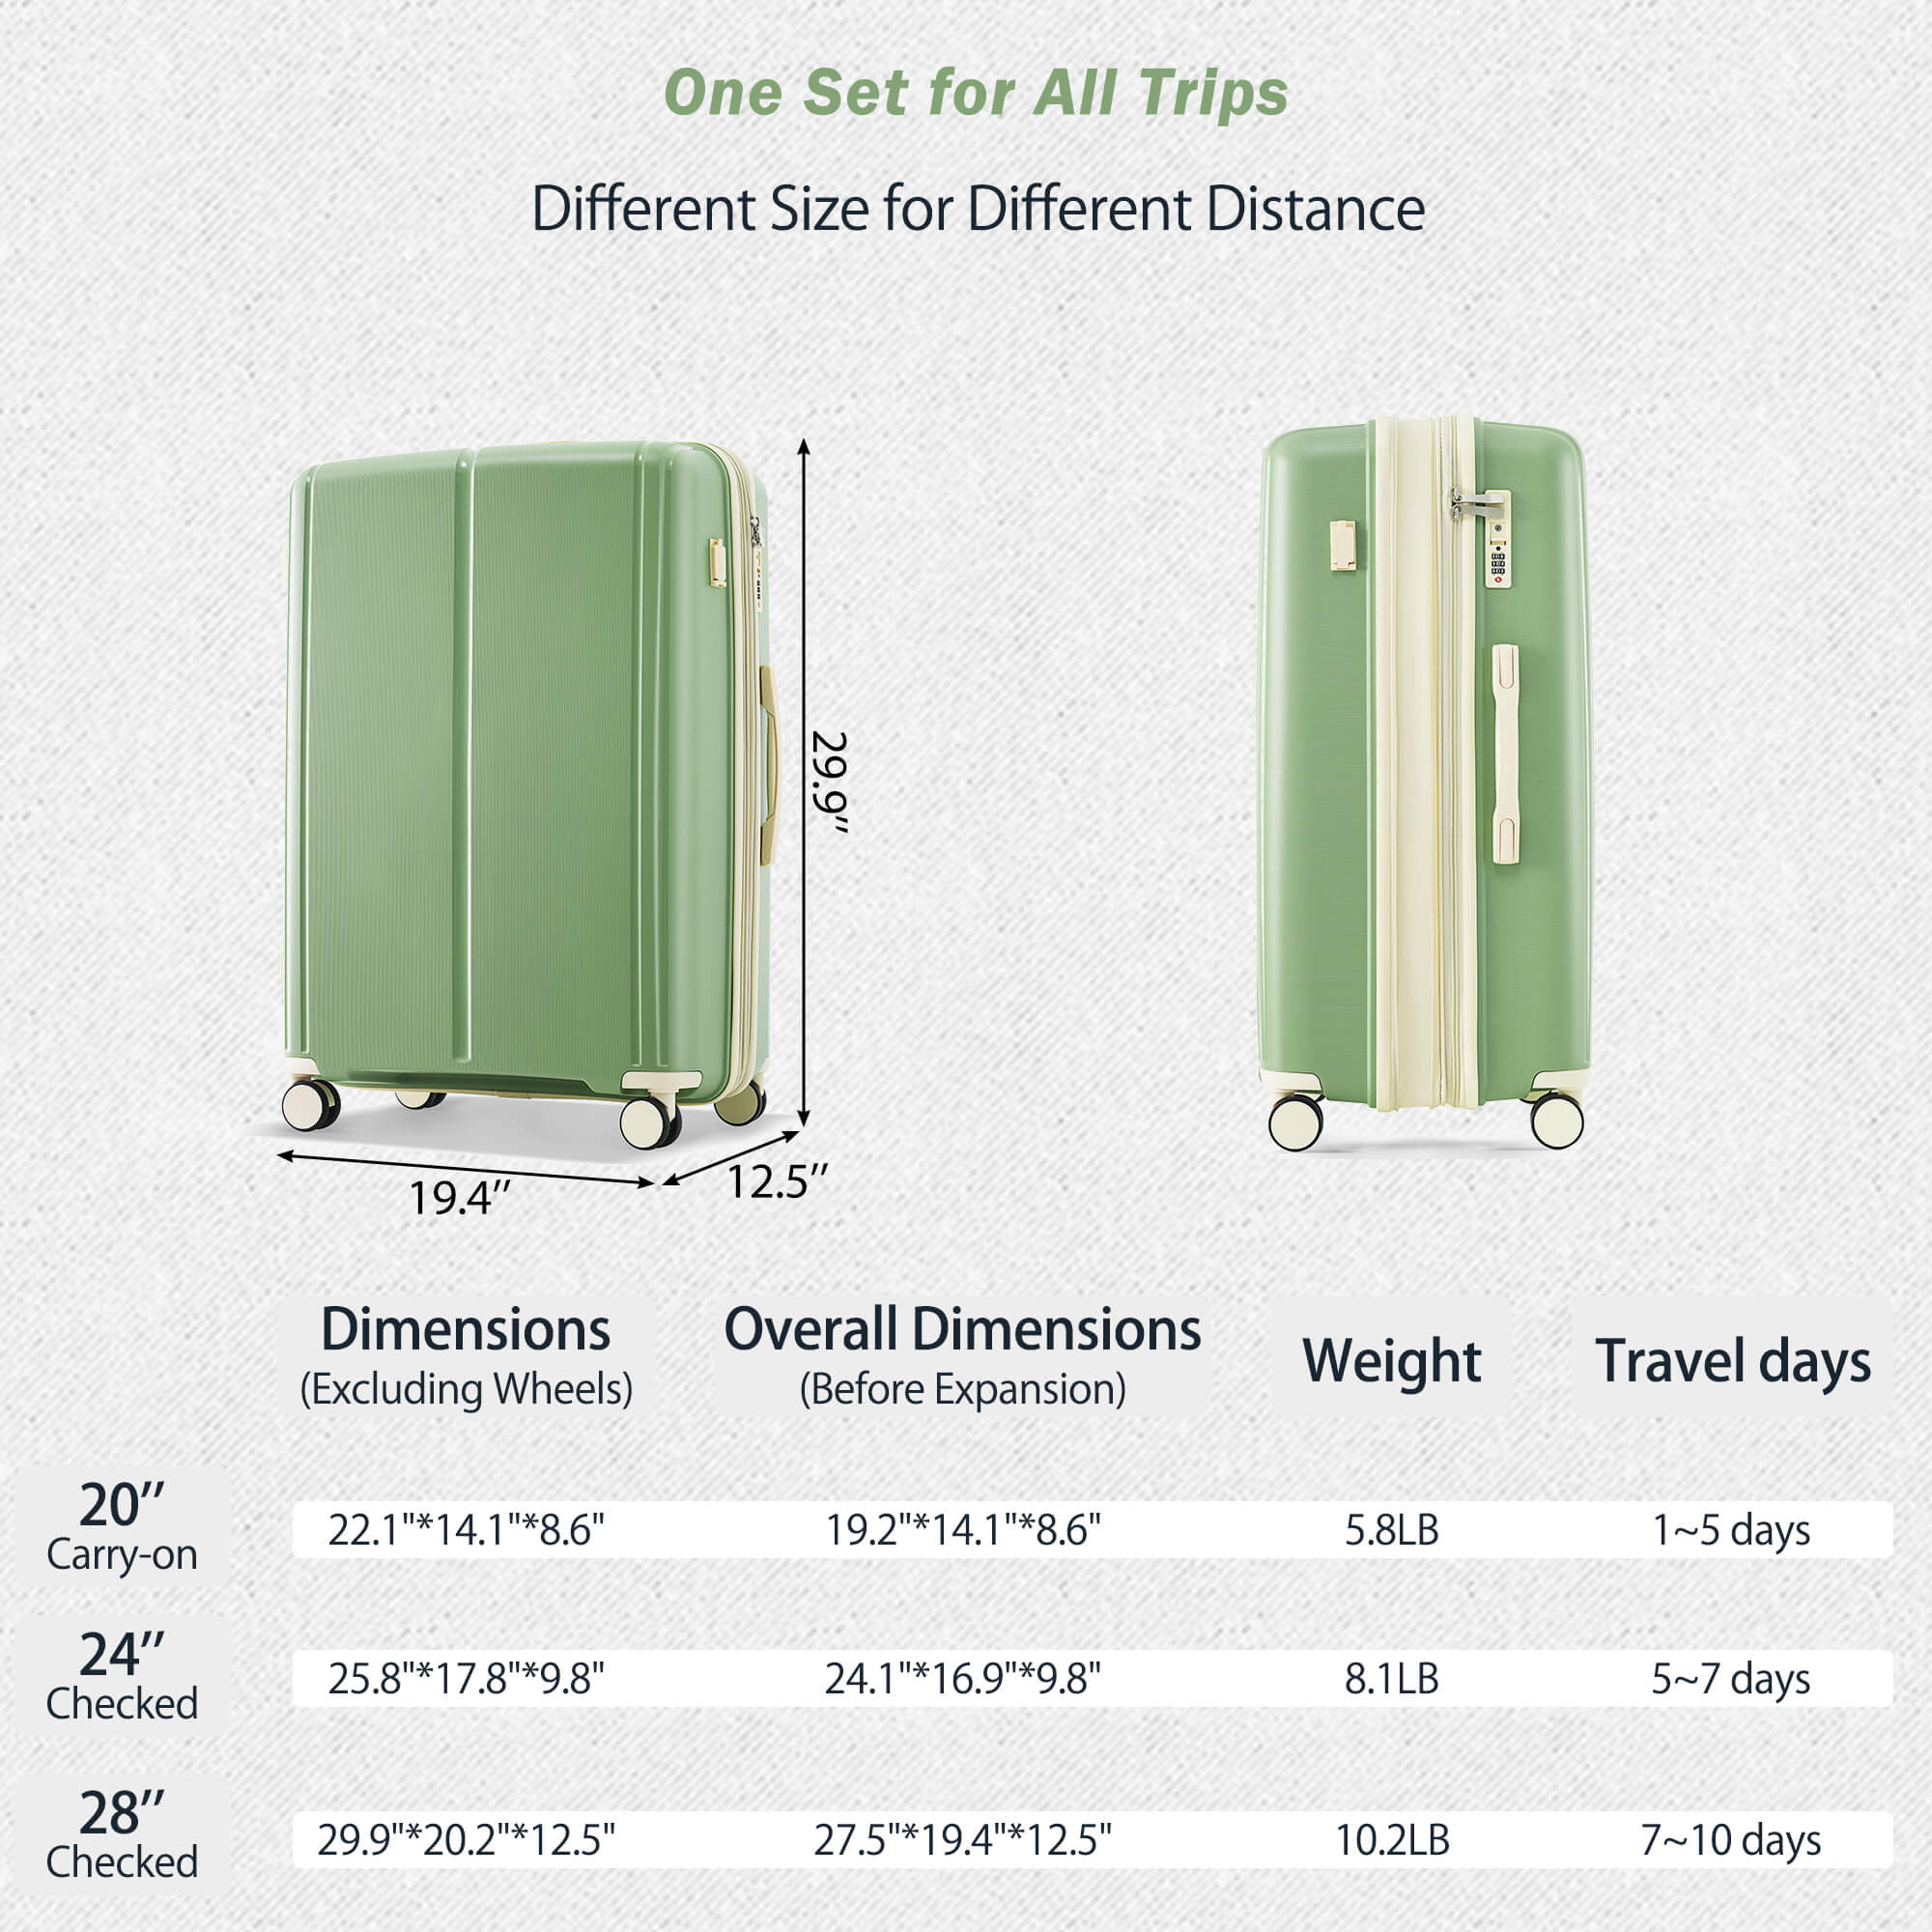 One Set for All Trips
Different Size for Different Distance
29.9’’
19.4’’
12.5’’
Dimensions
(Excluding Wheels)
Overall Dimensions
(Before Expansion)
Weight
Travel days
20’’
Carry-on
22.1"*14.1"*8.6"
19.2"*14.1"*8.6"
5.8LB
1~5 days
24’’
Checked
25.8"*17.8"*9.8"
24.1"*16.9"*9.8"
8.1LB
5~7 days
28’’
Checked
29.9"*20.2"*12.5"
27.5"*19.4"*12.5"
10.2LB
7~10 days